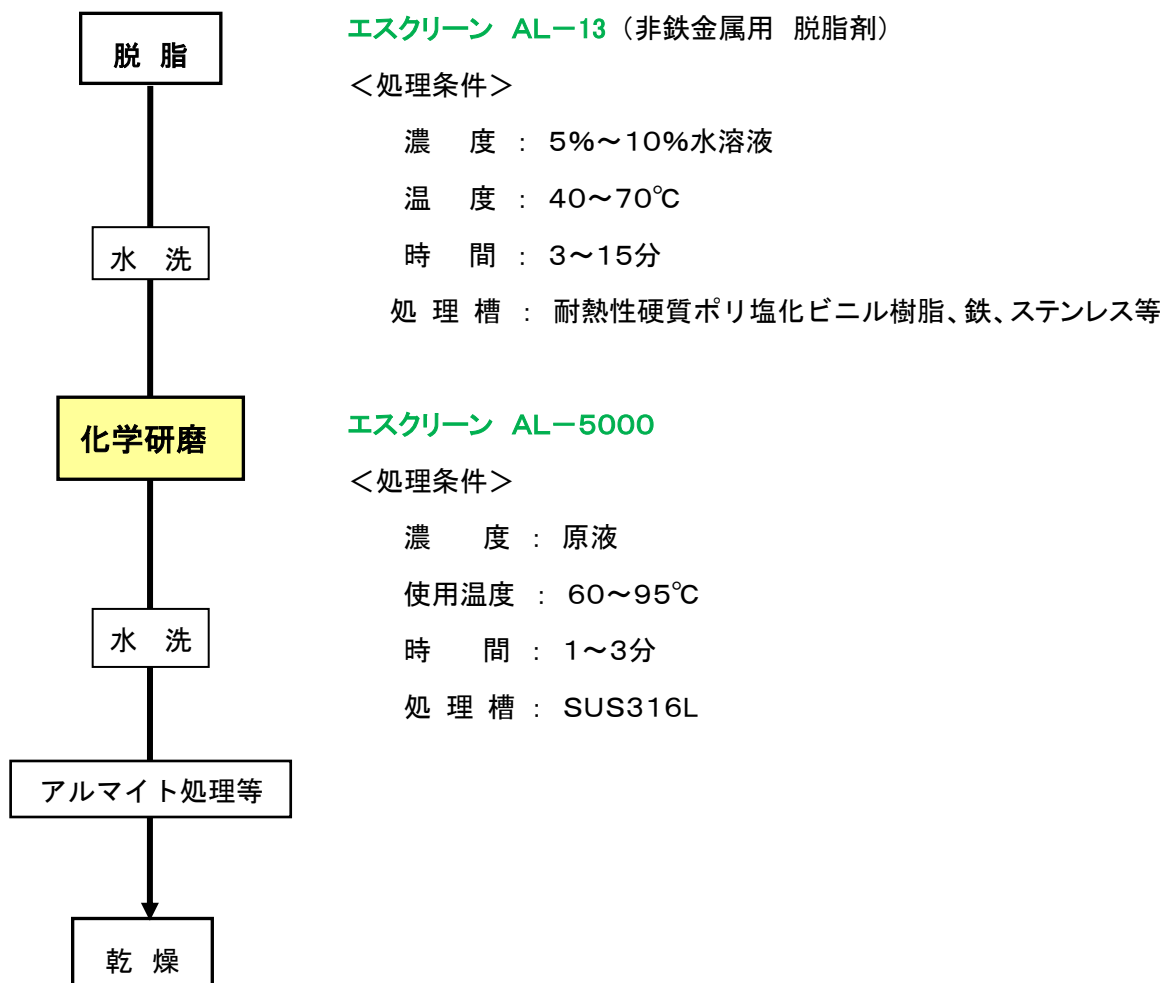 脱 脂
エスクリーン AL－13（非鉄金属用 脱脂剤）
＜処理条件＞
濃 度 : 5%～10%水溶液
温 度 : 40～70℃
水 洗
時 間 : 3～15分
処 理 槽 : 耐熱性硬質ポリ塩化ビニル樹脂、鉄、ステンレス等
化学研磨
エスクリーン AL－5000
＜処理条件＞
濃 度 : 原液
使用温度 : 60～95℃
水 洗
時 間 : 1～3分
処 理 槽 : SUS316L
アルマイト処理等
乾 燥